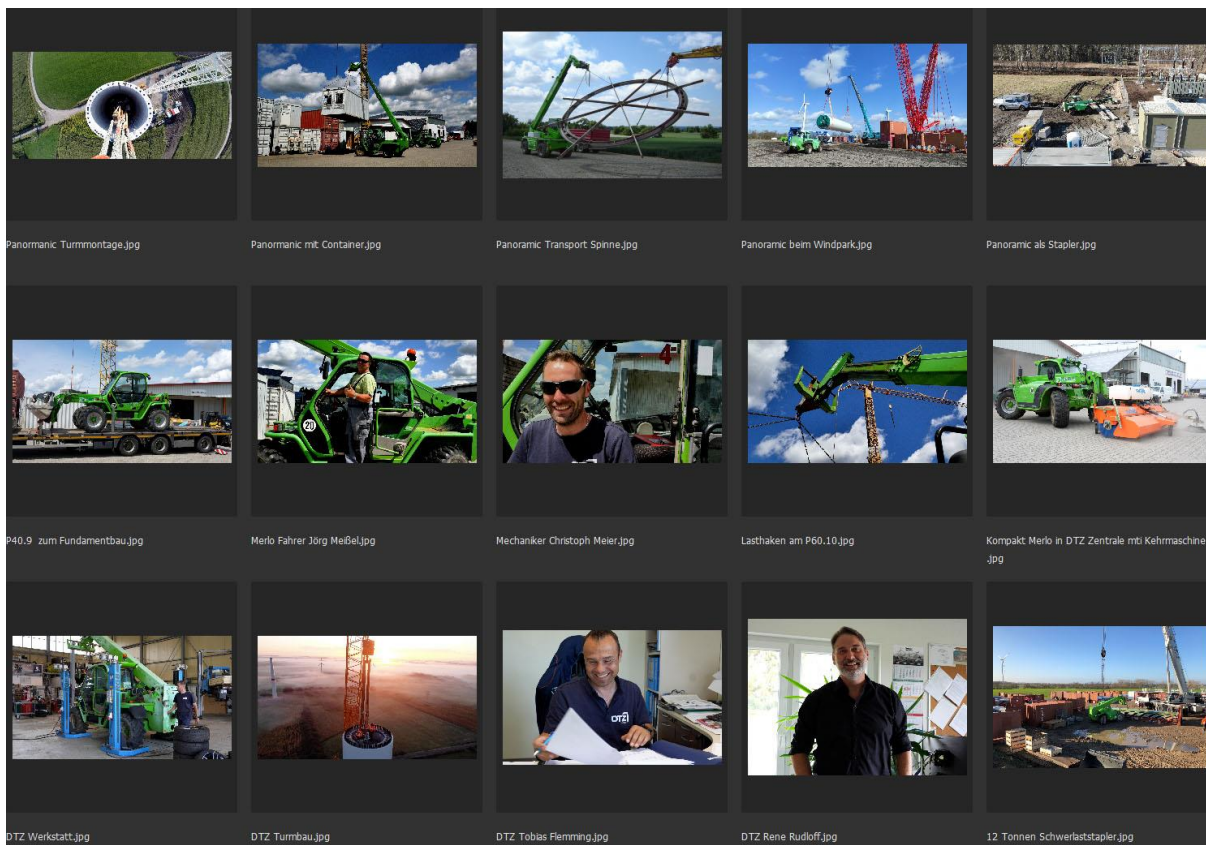 Panormanic Turmmontage.jpg
Panormanic mit Container.jpg
Panoramic Transport Spinne.jpg
Panoramic beim Windpark.jpg
Panoramic als Stapler.jpg
20
4
P40.9 zum Fundamentbau.jpg
Merlo Fahrer Jörg Meißel.jpg
Mechaniker Christoph Meier.jpg
Lasthaken am P60.10.jpg
Kompakt Merlo in DTZ Zentrale mti Kehrmaschine
.jpg
DTZ
DTZ Werkstatt.jpg
DTZ Turmbau.jpg
DTZ Tobias Flemming.jpg
DTZ Rene Rudloff.jpg
12 Tonnen Schwerlaststapler.jpg